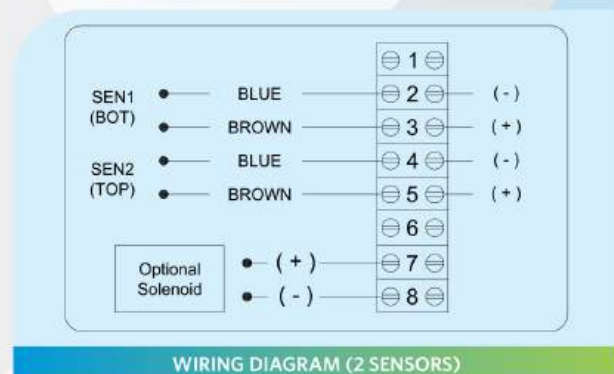 1
SEN1 (BOT) BLUE 2 (-)
BROWN 3 (+)
SEN2 (TOP) BLUE 4 (-)
BROWN 5 (+)
6
Optional Solenoid (+) 7
(-) 8
WIRING DIAGRAM (2 SENSORS)